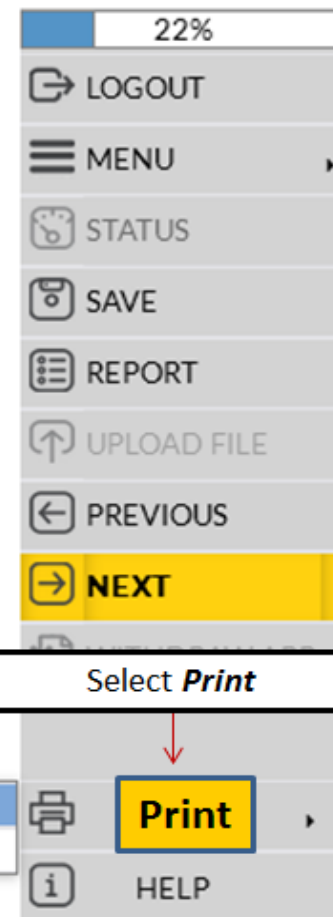 22%
LOGOUT
MENU
STATUS
SAVE
REPORT
UPLOAD FILE
PREVIOUS
NEXT
Select Print
Print
HELP